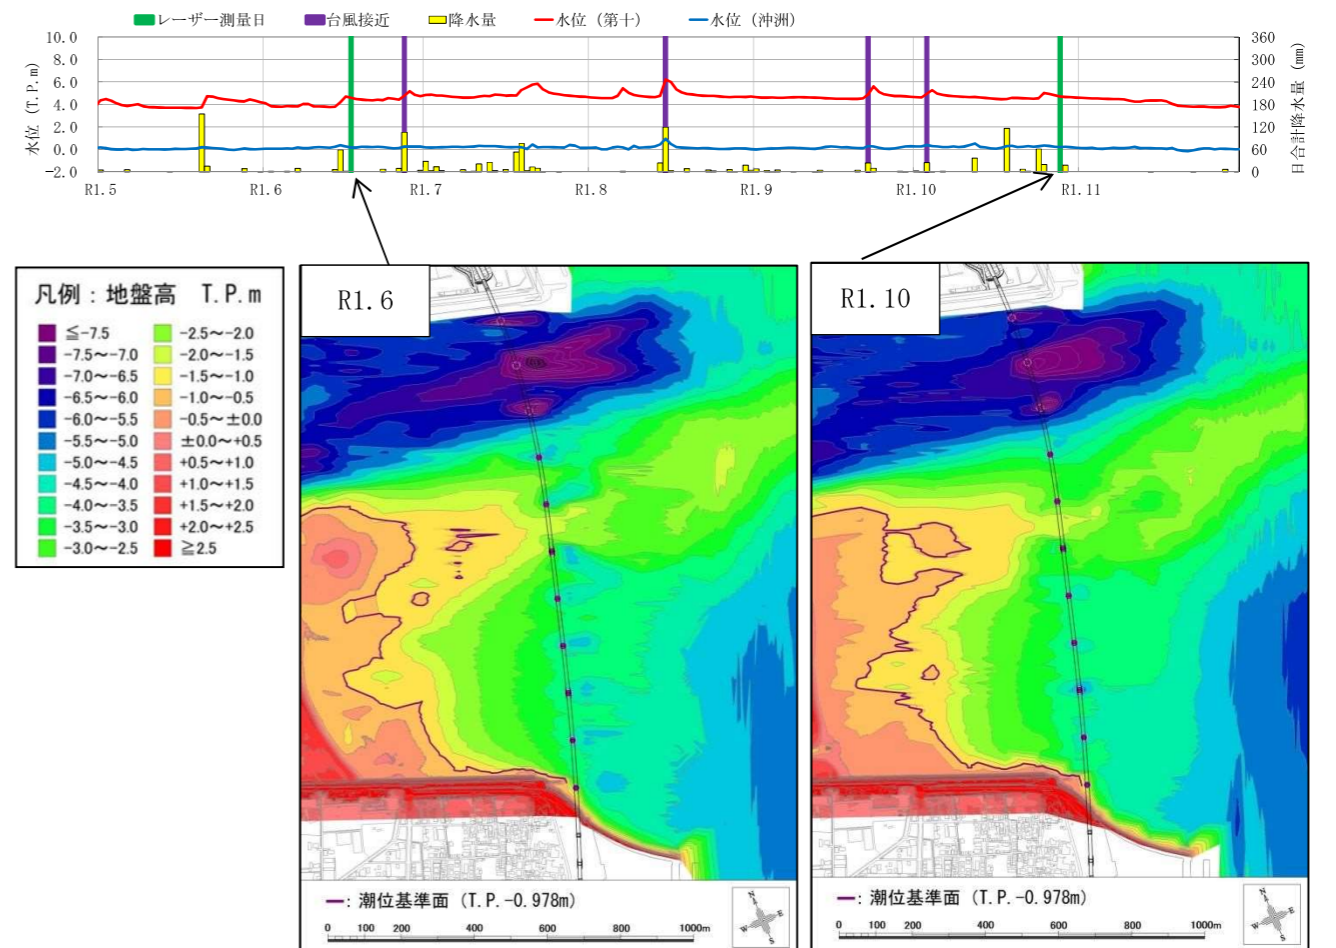 レーザー測量日 台風接近 降水量 水位（第十） 水位（沖洲）
10.0
8.0
6.0
4.0
2.0
0.0
-2.0
水位 (T.P.m)
360
300
240
180
120
60
0
日合計降水量 (mm)
R1.5 R1.6 R1.7 R1.8 R1.9 R1.10 R1.11
凡例：地盤高 T.P.m
≦-7.5 -2.5～-2.0
-7.5～-7.0 -2.0～-1.5
-7.0～-6.5 -1.5～-1.0
-6.5～-6.0 -1.0～-0.5
-6.0～-5.5 -0.5～±0.0
-5.5～-5.0 ±0.0～+0.5
-5.0～-4.5 +0.5～+1.0
-4.5～-4.0 +1.0～+1.5
-4.0～-3.5 +1.5～+2.0
-3.5～-3.0 +2.0～+2.5
-3.0～-2.5 ≧2.5
R1.6
ー：潮位基準面（T.P.-0.978m）
0 100 200 400 600 800 1000m
N
E
W
S
R1.10
ー：潮位基準面（T.P.-0.978m）
0 100 200 400 600 800 1000m
N
E
W
S